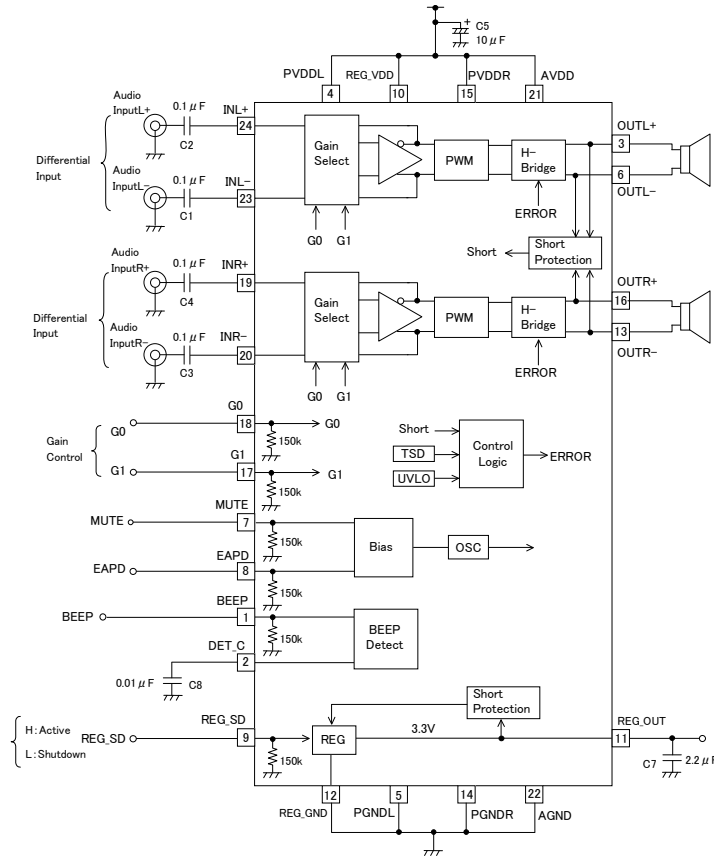 C5
10μF
PVDDL REG_VDD PVDDR AVDD
4 10 15 21
Audio
InputL+
0.1μF
C2
INL+
24
Differential
Input
Audio
InputL-
0.1μF
C1
INL-
23
Gain
Select
G0 G1
PWM
H-
Bridge
ERROR
OUTL+
3
6
OUTL-
Short
Short
Protection
Audio
InputR+
0.1μF
C4
INR+
19
Differential
Input
Audio
InputR-
0.1μF
C3
INR-
20
Gain
Select
G0 G1
PWM
H-
Bridge
ERROR
OUTR+
16
13
OUTR-
Gain
Control
G0
G0
18
150k
G0
G1
G1
17
150k
G1
Short
TSD
UVLO
Control
Logic
ERROR
MUTE
MUTE
7
150k
EAPD
EAPD
8
150k
Bias
OSC
BEEP
BEEP
1
150k
BEEP
Detect
DET_C
2
0.01μF
C8
H:Active
L:Shutdown
REG_SD
REG_SD
9
150k
REG
3.3V
Short
Protection
REG_OUT
11
C7
2.2μF
12 5 14 22
REG_GND PGNDL PGNDR AGND